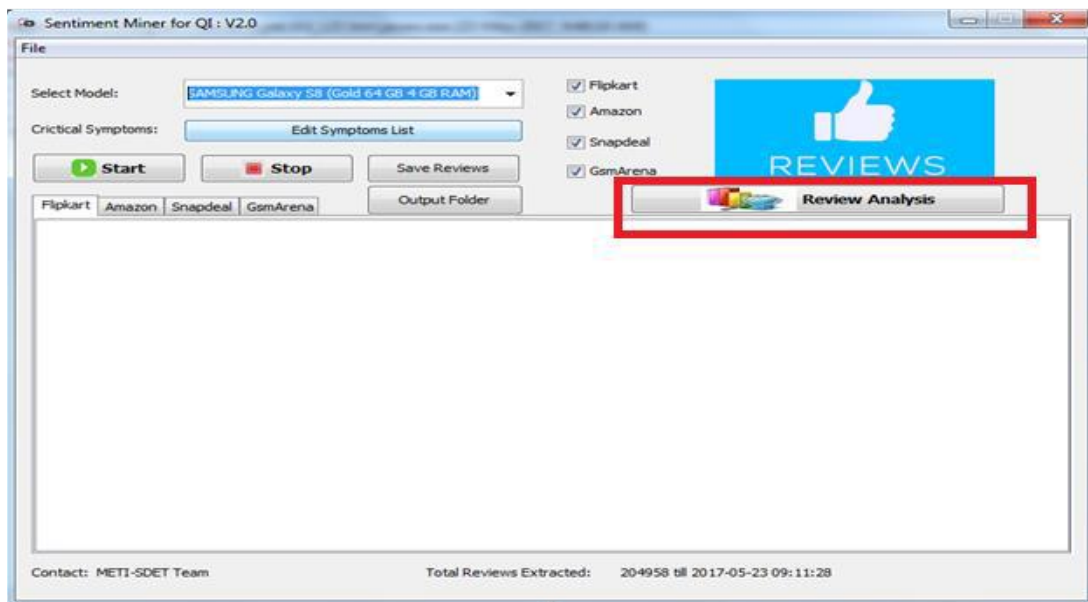 Sentiment Miner for QI : V2.0
File
Select Model: SAMSUNG Galaxy S8 (Gold 64 GB 4 GB RAM)
Crictical Symptoms: Edit Symptoms List
Start Stop Save Reviews
Output Folder
Flipkart
Amazon
Snapdeal
GsmArena
REVIEWS
Review Analysis
Flipkart Amazon Snapdeal GsmArena
Contact: METI-SDET Team Total Reviews Extracted: 204958 till 2017-05-23 09:11:28